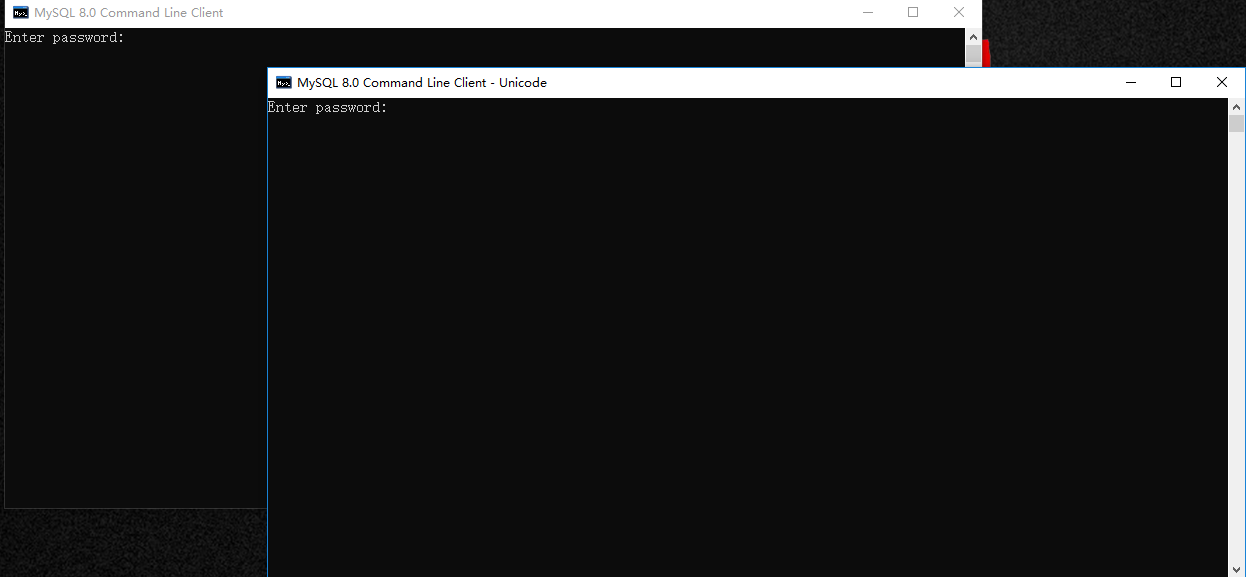 MySQL 8.0 Command Line Client
Enter password:
MySQL 8.0 Command Line Client - Unicode
Enter password: